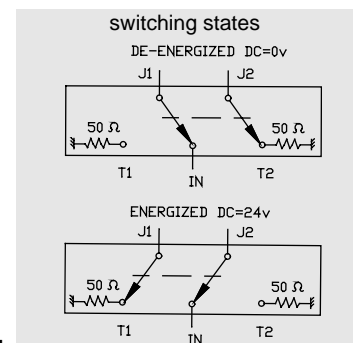 switching states
DE-ENERGIZED DC=0v
J1 J2
50 Ω 50 Ω
T1 IN T2
ENERGIZED DC=24v
J1 J2
50 Ω 50 Ω
T1 IN T2